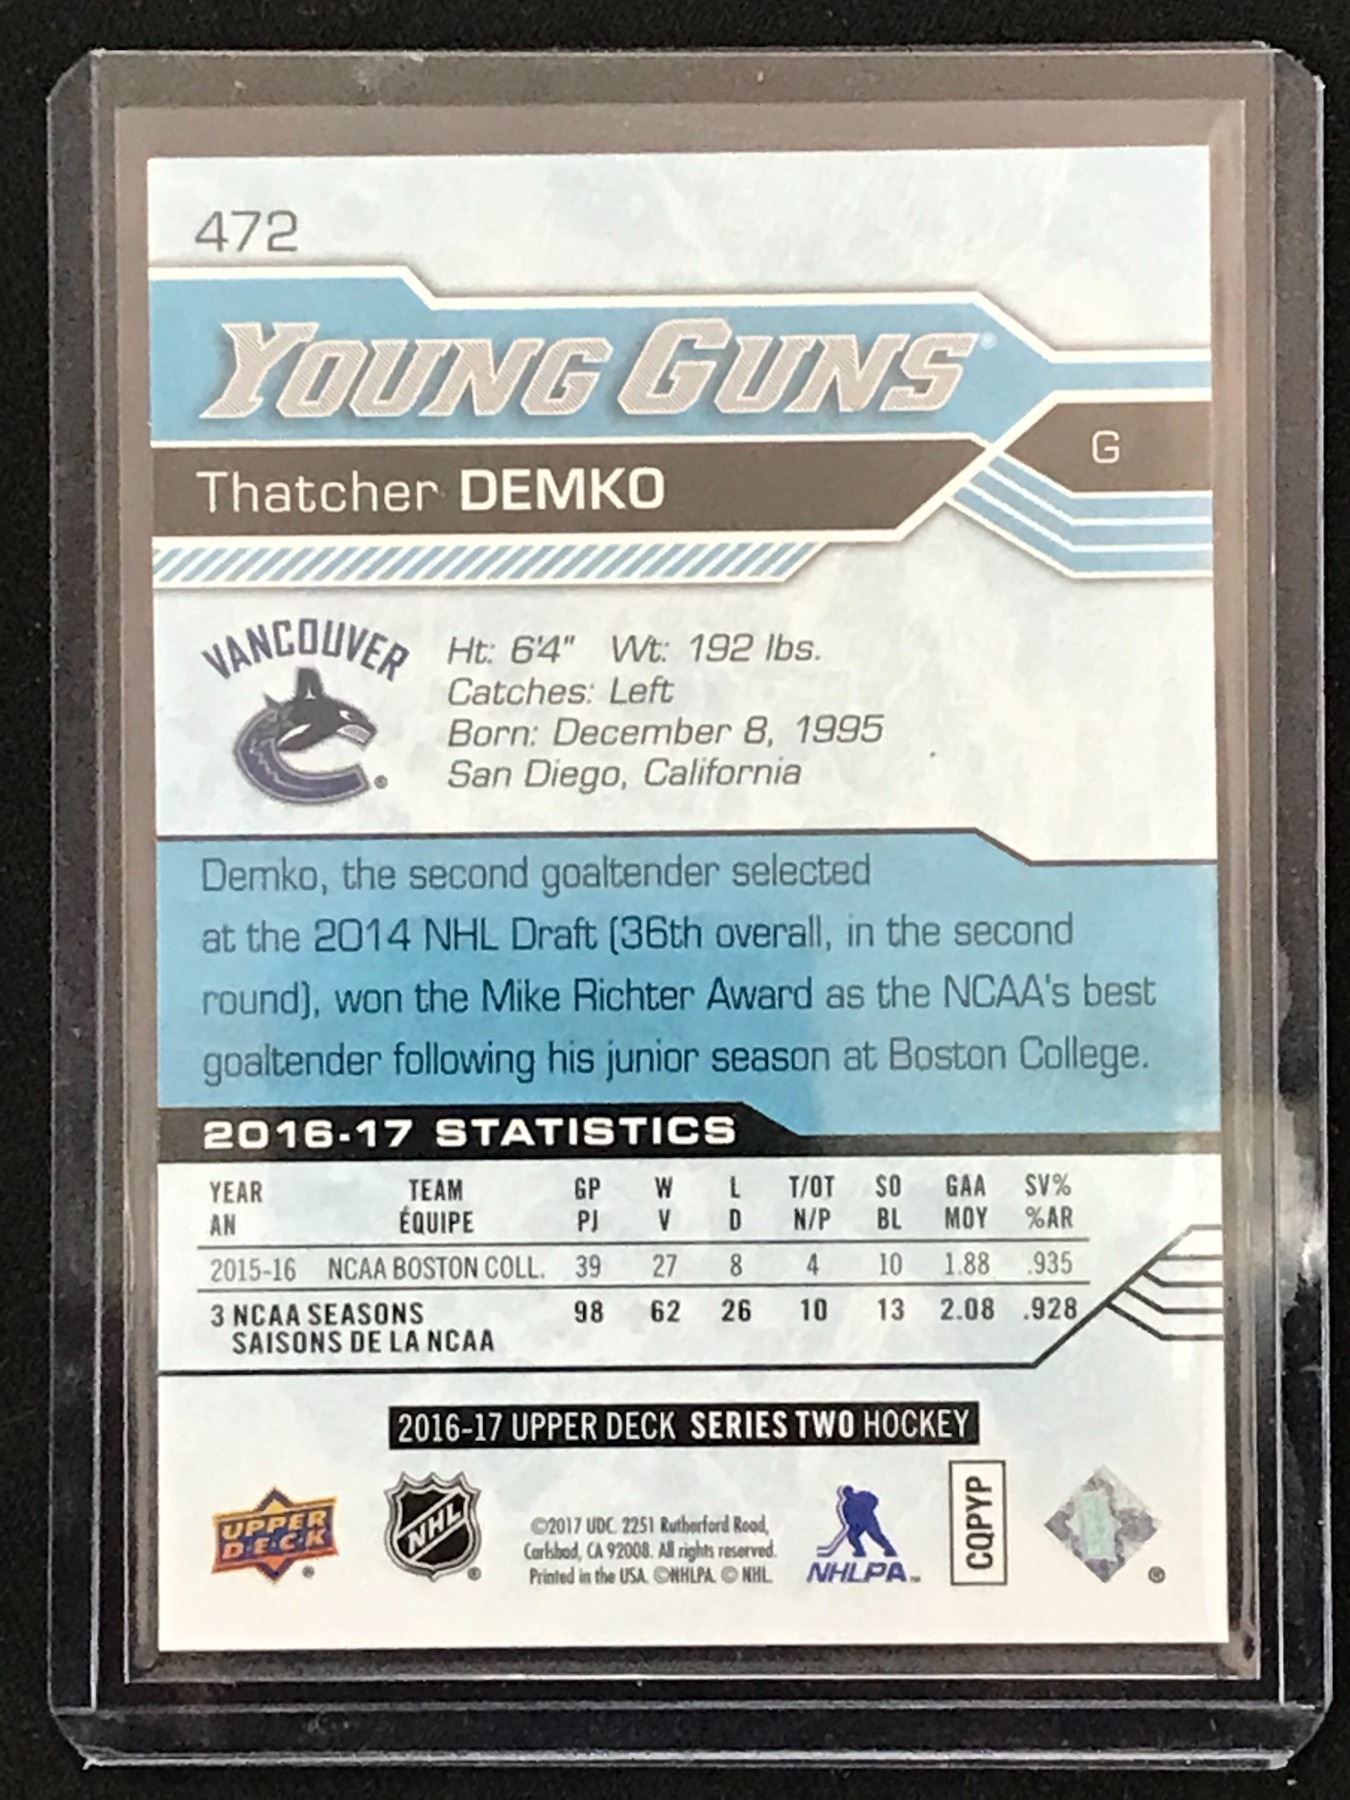 472
YOUNG GUNS®
G
Thatcher DEMKO
VANCOUVER
®
Ht: 6'4" Wt: 192 lbs.
Catches: Left
Born: December 8, 1995
San Diego, California
Demko, the second goaltender selected
at the 2014 NHL Draft (36th overall, in the second
round), won the Mike Richter Award as the NCAA's best
goaltender following his junior season at Boston College.
2016-17 STATISTICS
YEAR TEAM GP W L T/OT SO GAA SV%
AN ÉQUIPE PJ V D N/P BL MOY %AR
2015-16 NCAA BOSTON COLL. 39 27 8 4 10 1.88 .935
3 NCAA SEASONS 98 62 26 10 13 2.08 .928
SAISONS DE LA NCAA
2016-17 UPPER DECK SERIES TWO HOCKEY
UPPER
DECK
®
NHL
®
©2017 UDC. 2251 Rutherford Road,
Carlsbad, CA 92008. All rights reserved.
Printed in the USA. ©NHLPA. © NHL.
NHLPA™
CQPYP
®